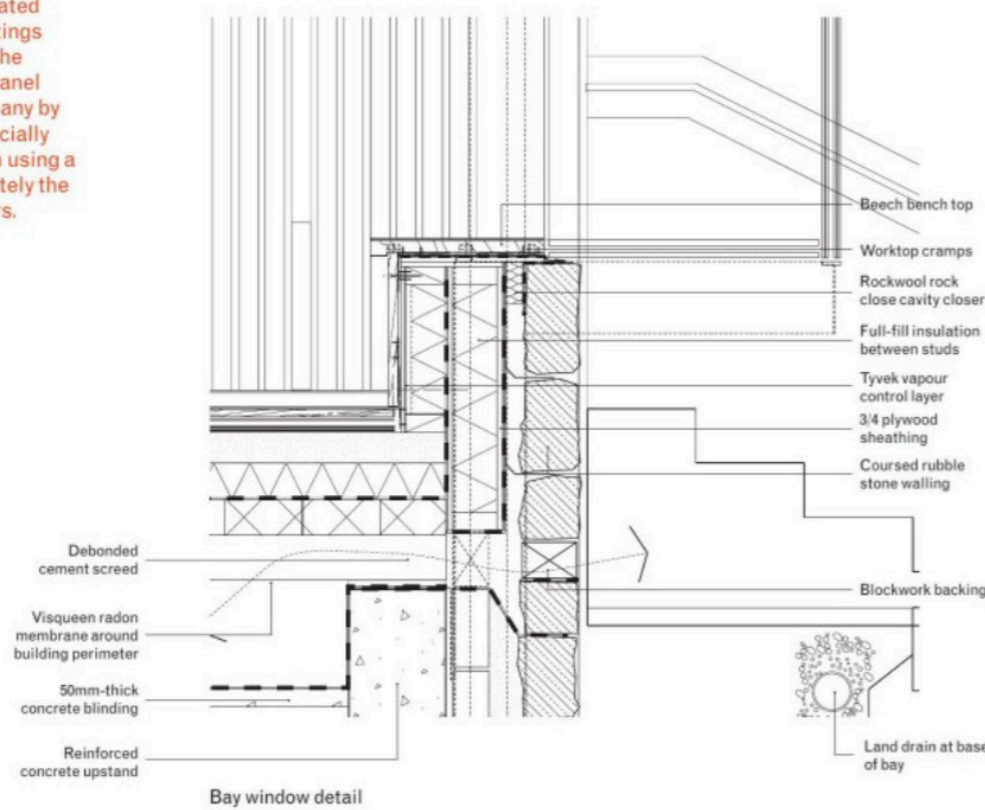 tings
he
anel
any by
cially
n using a
tely the
s.
Beech bench top
Worktop cramps
Rockwool rock
close cavity closer
Full-fill insulation
between studs
Tyvek vapour
control layer
3/4 plywood
sheathing
Coursed rubble
stone walling
Blockwork backing
Land drain at base
of bay
Debonded
cement screed
Visqueen radon
membrane around
building perimeter
50mm-thick
concrete blinding
Reinforced
concrete upstand
Bay window detail